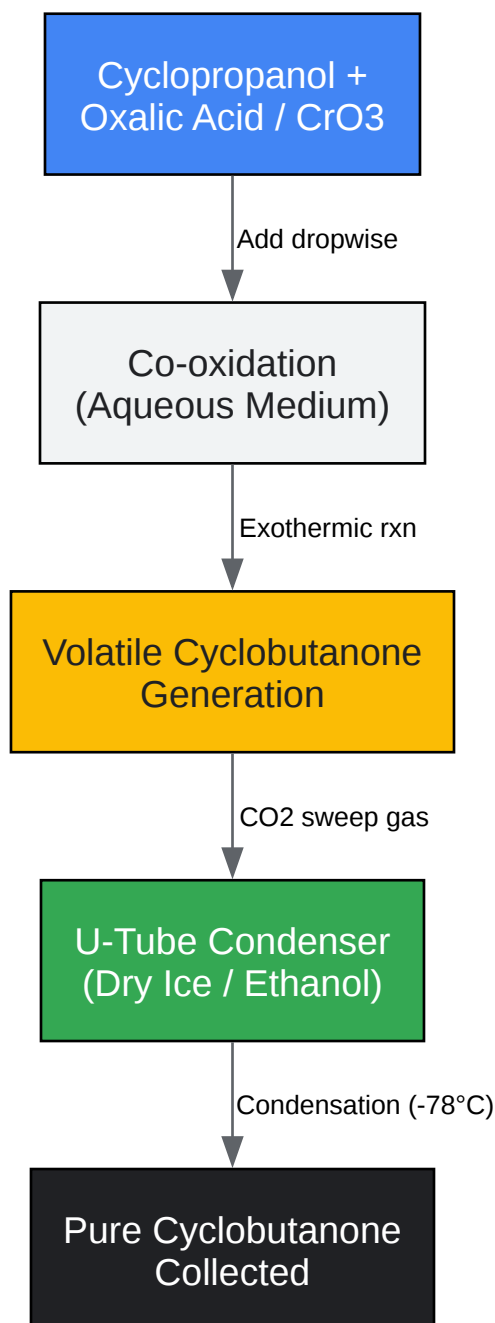 Cyclopropanol +
Oxalic Acid / CrO3
Add dropwise
Co-oxidation
(Aqueous Medium)
Exothermic rxn
Volatile Cyclobutanone
Generation
CO2 sweep gas
U-Tube Condenser
(Dry Ice / Ethanol)
Condensation (-78°C)
Pure Cyclobutanone
Collected